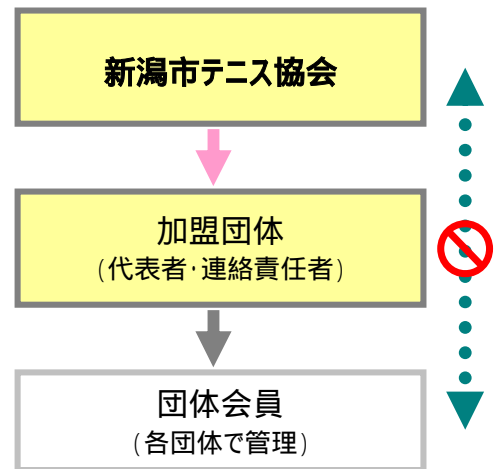 新潟市テニス協会
加盟団体
(代表者・連絡責任者)
団体会員
(各団体で管理)